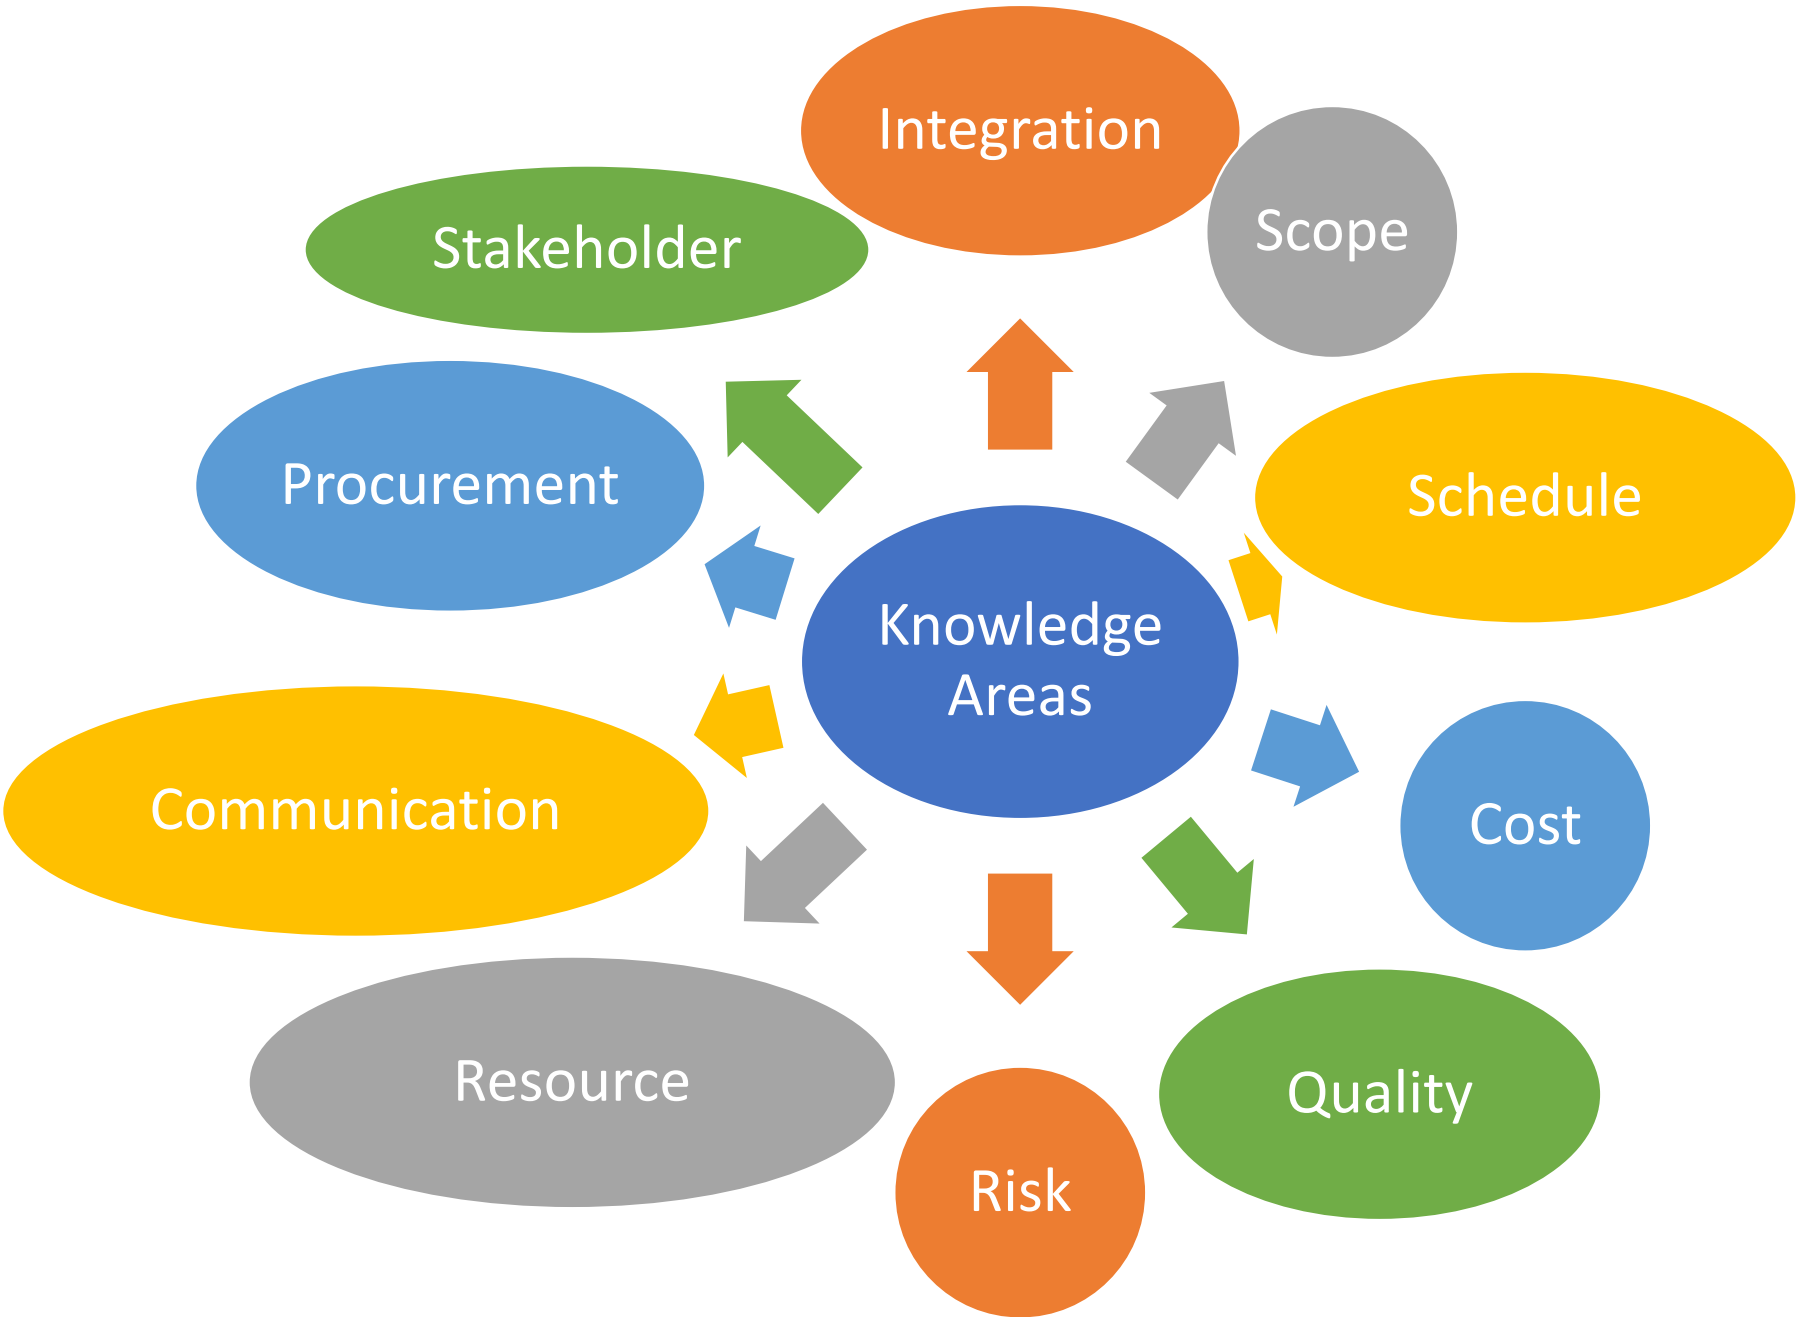 Integration
Scope
Stakeholder
Procurement
Schedule
Knowledge
Areas
Communication
Cost
Resource
Quality
Risk